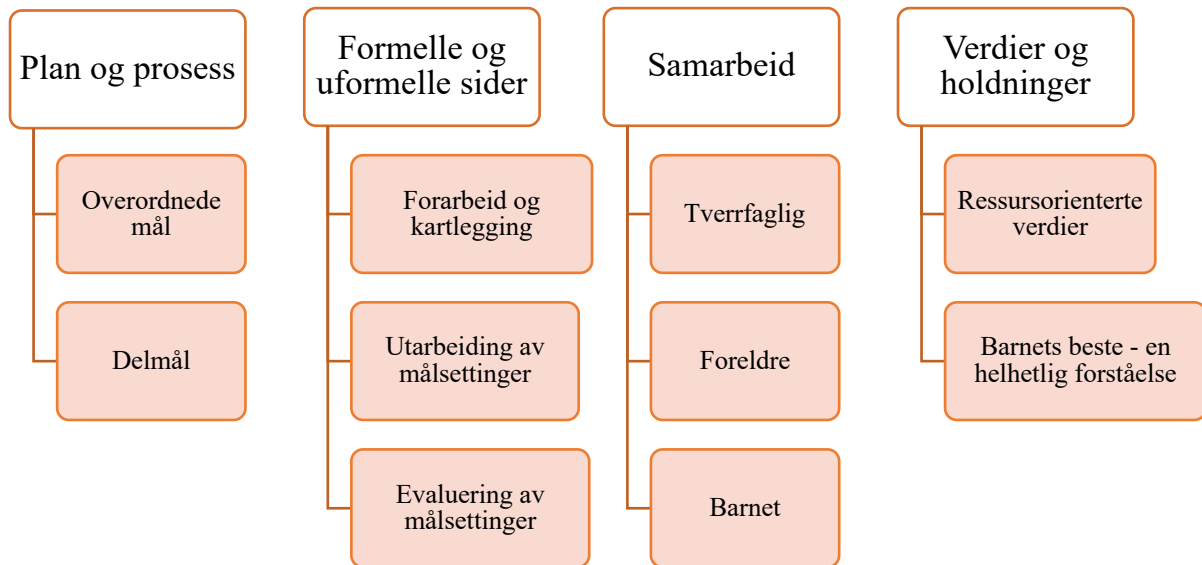 Plan og prosess
Overordnede
mål
Delmål
Formelle og
uformelle sider
Forarbeid og
kartlegging
Utarbeiding av
målsettinger
Evaluering av
målsettinger
Samarbeid
Tverrfaglig
Foreldre
Barnet
Verdier og
holdninger
Ressursorienterte
verdier
Barnets beste - en
helhetlig forståelse